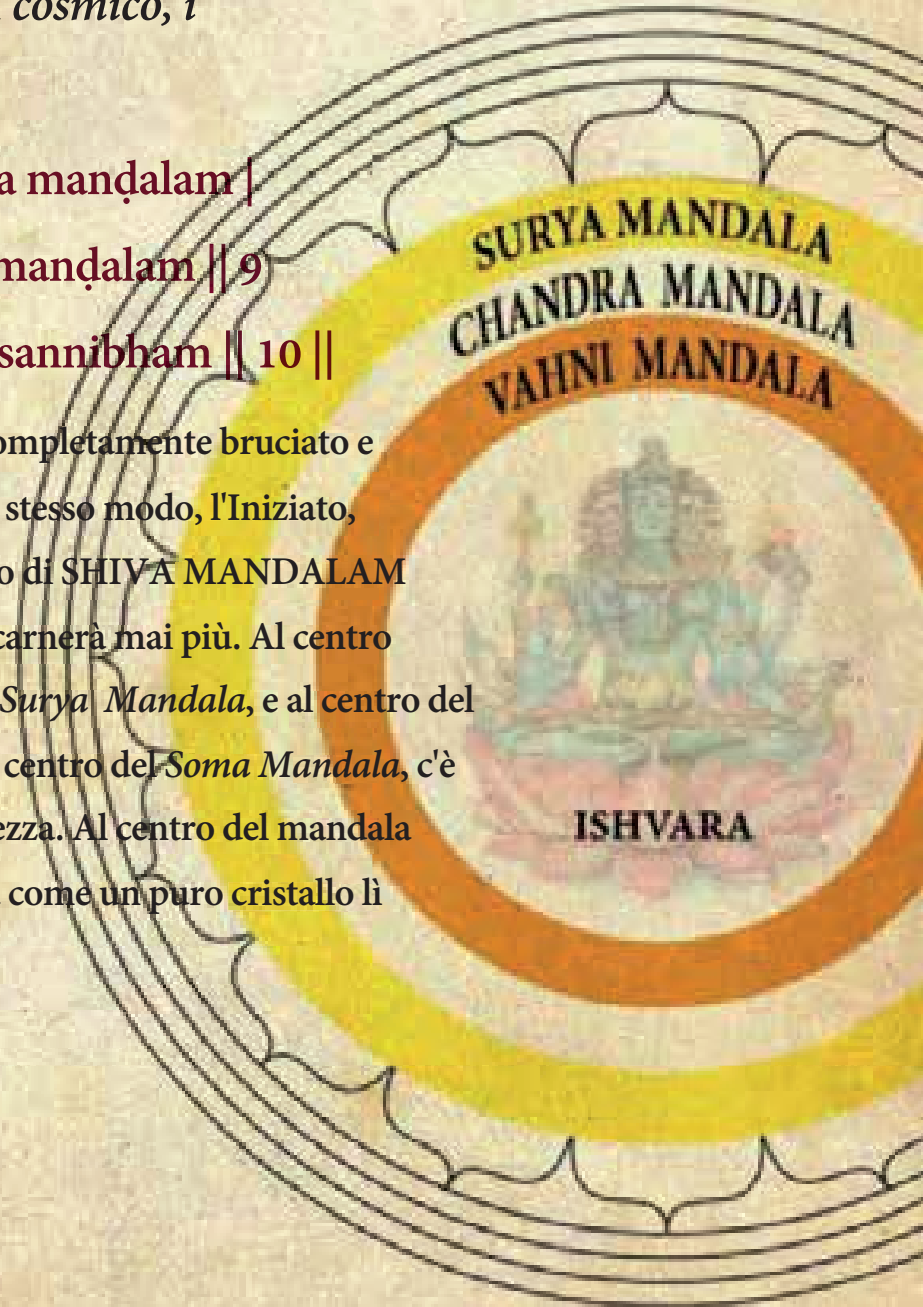 cosmico, i
a maṇḍalam |
maṇḍalam || 9
sannibham || 10 ||
ompletamente bruciato e
stesso modo, l'Iniziato,
o di SHIVA MANDALAM
carnerà mai più. Al centro
Surya Mandala, e al centro del
centro del Soma Mandala, c'è
ezza. Al centro del mandala
come un puro cristallo lì
SURYA MANDALA
CHANDRA MANDALA
VAHNI MANDALA
ISHVARA